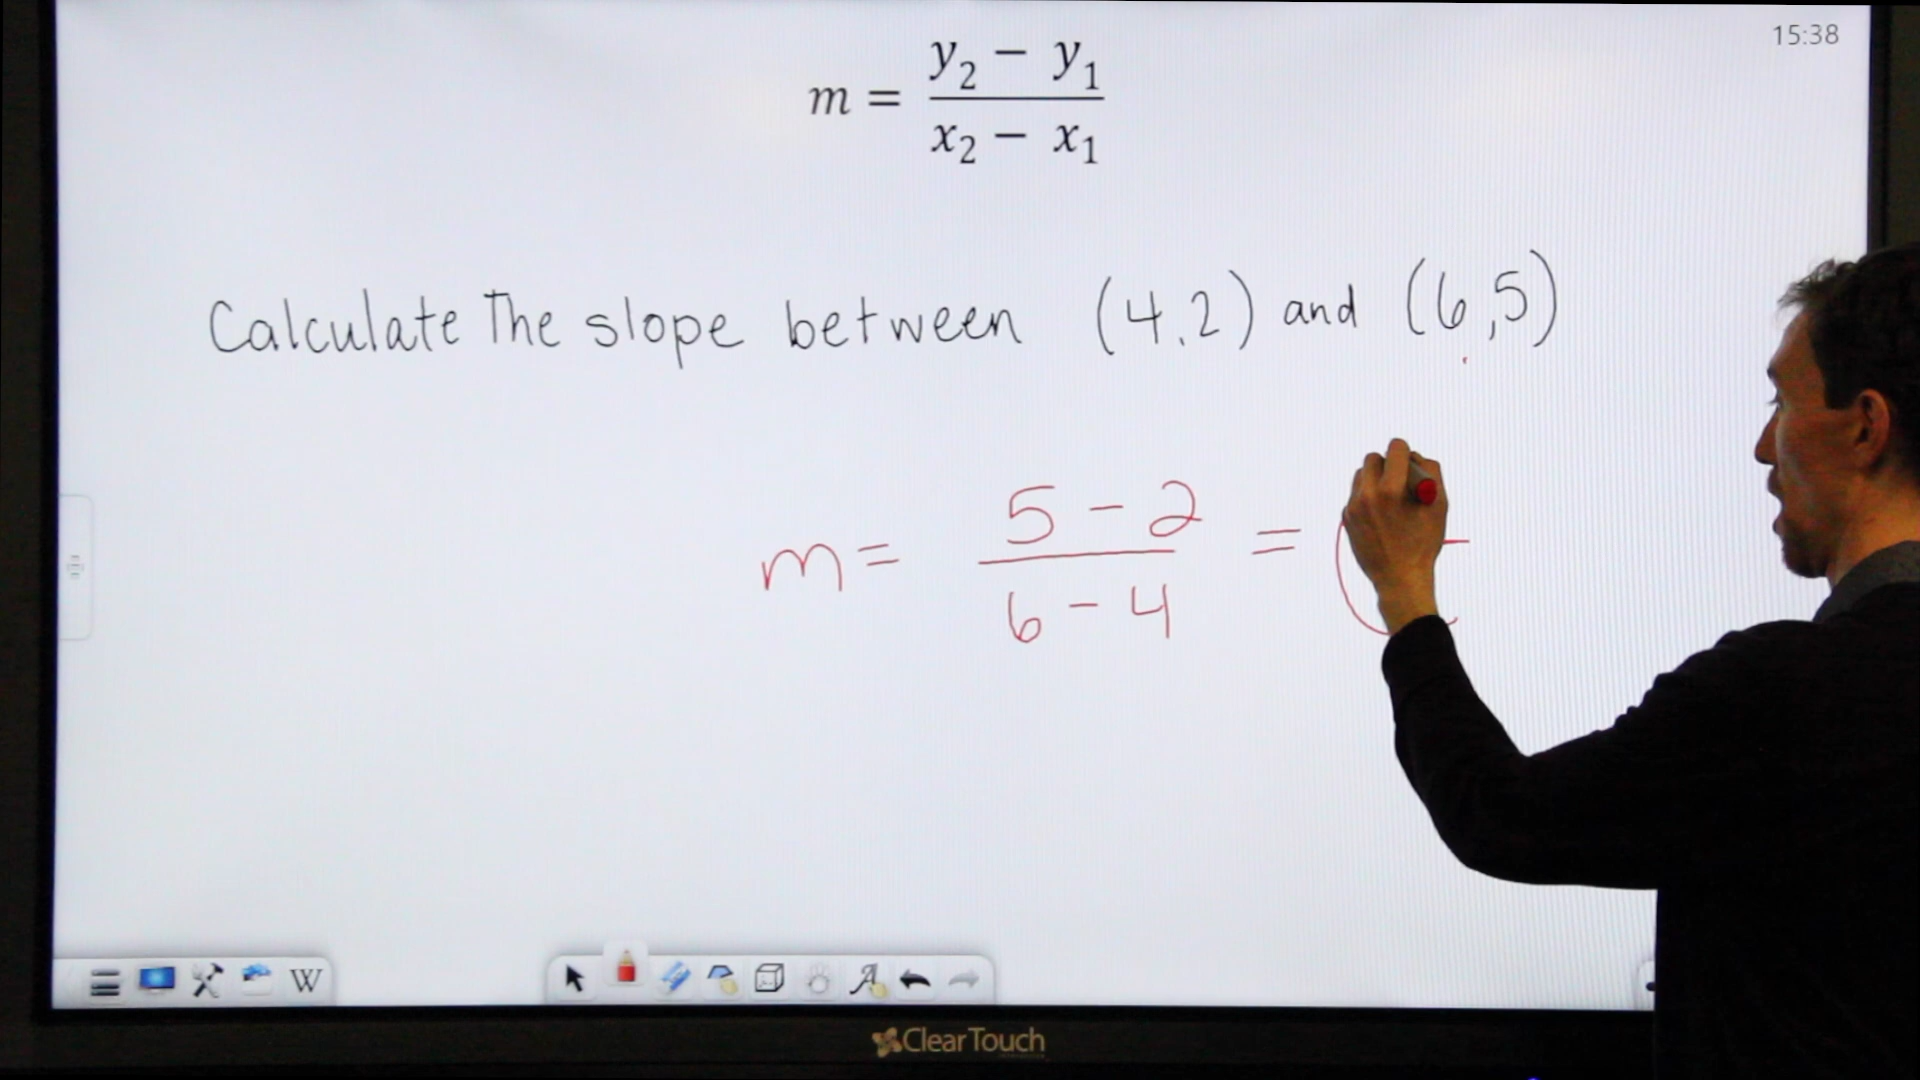 15:38
m = (y₂ − y₁)/(x₂ − x₁)
Calculate The slope between (4,2) and (6,5)
m = (5 − 2)/(6 − 4) =
W
ClearTouch